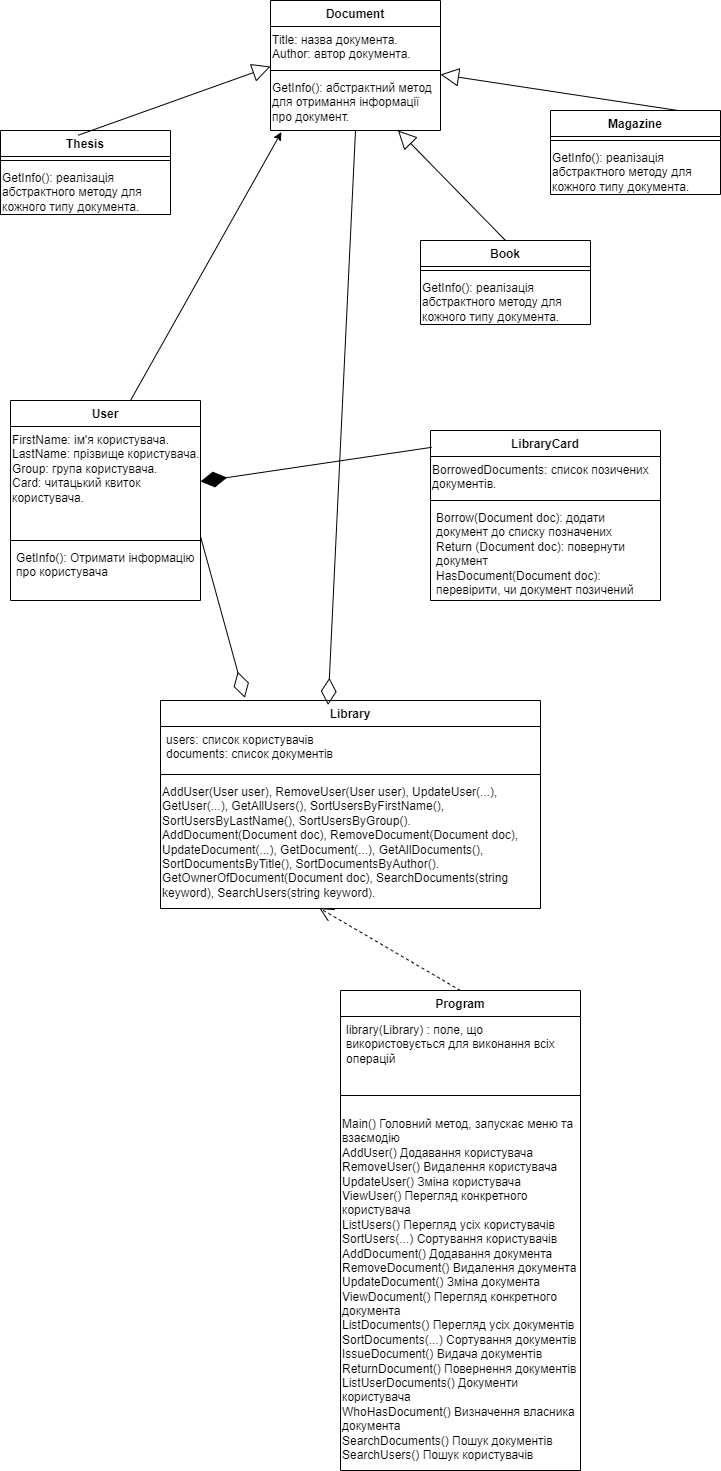 Document
Title: назва документа.
Author: автор документа.
GetInfo(): абстрактний метод
для отримання інформації
про документ.
Thesis
GetInfo(): реалізація
абстрактного методу для
кожного типу документа.
Magazine
GetInfo(): реалізація
абстрактного методу для
кожного типу документа.
Book
GetInfo(): реалізація
абстрактного методу для
кожного типу документа.
User
FirstName: ім'я користувача.
LastName: прізвище користувача.
Group: група користувача.
Card: читацький квиток
користувача.
GetInfo(): Отримати інформацію
про користувача
LibraryCard
BorrowedDocuments: список позичених
документів.
Borrow(Document doc): додати
документ до списку позначених
Return (Document doc): повернути
документ
HasDocument(Document doc):
перевірити, чи документ позичений
Library
users: список користувачів
documents: список документів
AddUser(User user), RemoveUser(User user), UpdateUser(...),
GetUser(...), GetAllUsers(), SortUsersByFirstName(),
SortUsersByLastName(), SortUsersByGroup().
AddDocument(Document doc), RemoveDocument(Document doc),
UpdateDocument(...), GetDocument(...), GetAllDocuments(),
SortDocumentsByTitle(), SortDocumentsByAuthor().
GetOwnerOfDocument(Document doc), SearchDocuments(string
keyword), SearchUsers(string keyword).
Program
library(Library) : поле, що
використовується для виконання всіх
операцій
Main() Головний метод, запускає меню та
взаємодію
AddUser() Додавання користувача
RemoveUser() Видалення користувача
UpdateUser() Зміна користувача
ViewUser() Перегляд конкретного
користувача
ListUsers() Перегляд усіх користувачів
SortUsers(...) Сортування користувачів
AddDocument() Додавання документа
RemoveDocument() Видалення документа
UpdateDocument() Зміна документа
ViewDocument() Перегляд конкретного
документа
ListDocuments() Перегляд усіх документів
SortDocuments(...) Сортування документів
IssueDocument() Видача документів
ReturnDocument() Повернення документів
ListUserDocuments() Документи
користувача
WhoHasDocument() Визначення власника
документа
SearchDocuments() Пошук документів
SearchUsers() Пошук користувачів